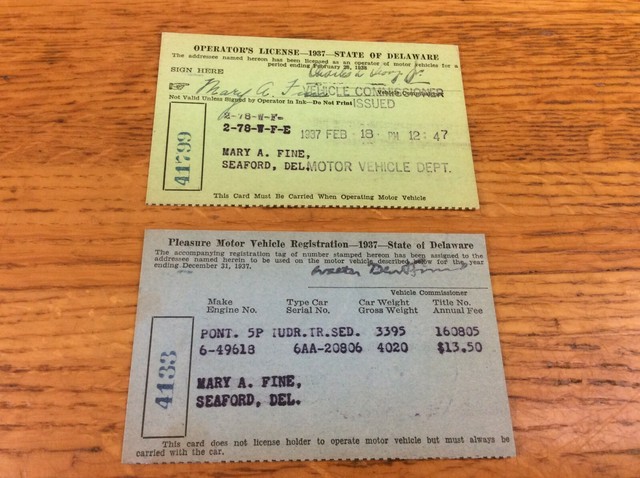 OPERATOR'S LICENSE—1937—STATE OF DELAWARE
The addressee named hereon has been licensed as an operator of motor vehicles for a
period ending February 28, 1938
SIGN HERE
Mary A. Fine VEHICLE COMMISSIONER
Not Valid Unless Signed by Operator in Ink—Do Not Print ISSUED
2-78-W-F-
2-78-W-F-E 1937 FEB 18 PM 12:47
MARY A. FINE,
SEAFORD, DEL. MOTOR VEHICLE DEPT.
41799
This Card Must Be Carried When Operating Motor Vehicle
Pleasure Motor Vehicle Registration—1937—State of Delaware
The accompanying registration tag of number stamped hereon has been assigned to the
addressee named herein to be used on the motor vehicle described below for the year
ending December 31, 1937.
Vehicle Commissioner
Make Type Car Car Weight Title No.
Engine No. Serial No. Gross Weight Annual Fee
PONT. 5P TUDR.TR.SED. 3395 160805
6-49618 6AA-20806 4020 $13.50
4133
MARY A. FINE,
SEAFORD, DEL.
This card does not license holder to operate motor vehicle but must always be
carried with the car.